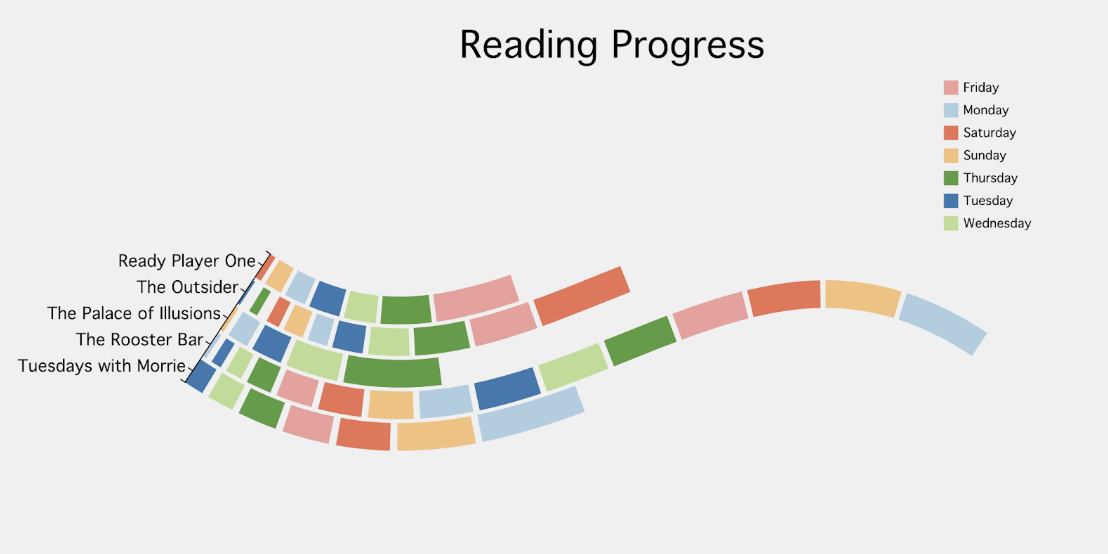 Reading Progress
Friday
Monday
Saturday
Sunday
Thursday
Tuesday
Wednesday
Ready Player One
The Outsider
The Palace of Illusions
The Rooster Bar
Tuesdays with Morrie